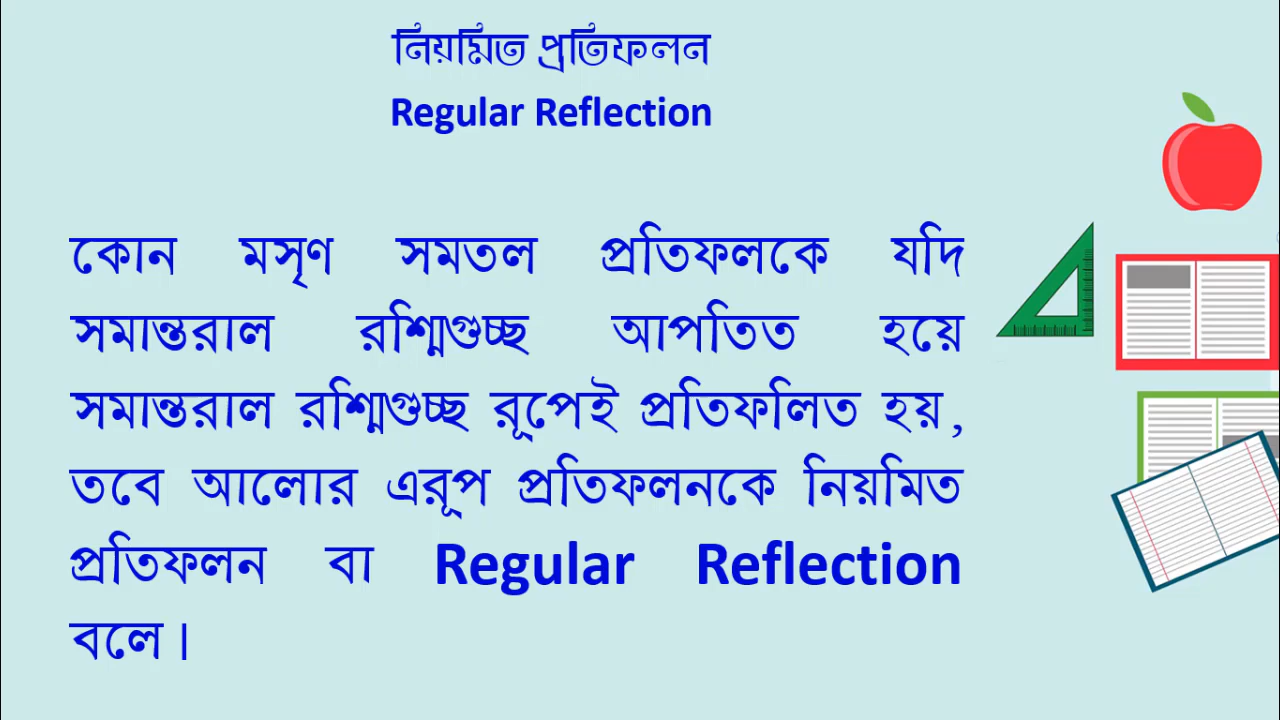 নিয়মিত প্রতিফলন
Regular Reflection
কোন মসৃণ সমতল প্রতিফলকে যদি
সমান্তরাল রশ্মিগুচ্ছ আপতিত হয়ে
সমান্তরাল রশ্মিগুচ্ছ রূপেই প্রতিফলিত হয়,
তবে আলোর এরূপ প্রতিফলনকে নিয়মিত
প্রতিফলন বা Regular Reflection
বলে।